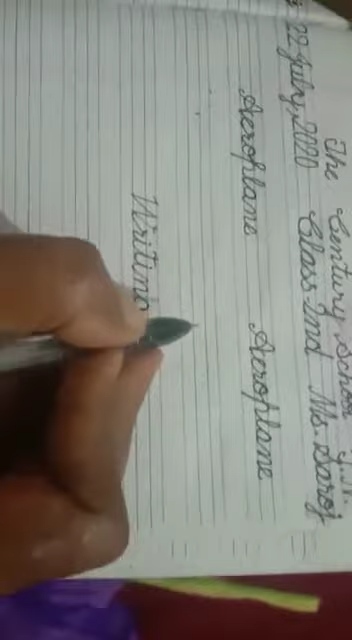 The Century School
22 July, 2020 Class-2nd Ms. Saroj
Aeroplane Aeroplane
Writing